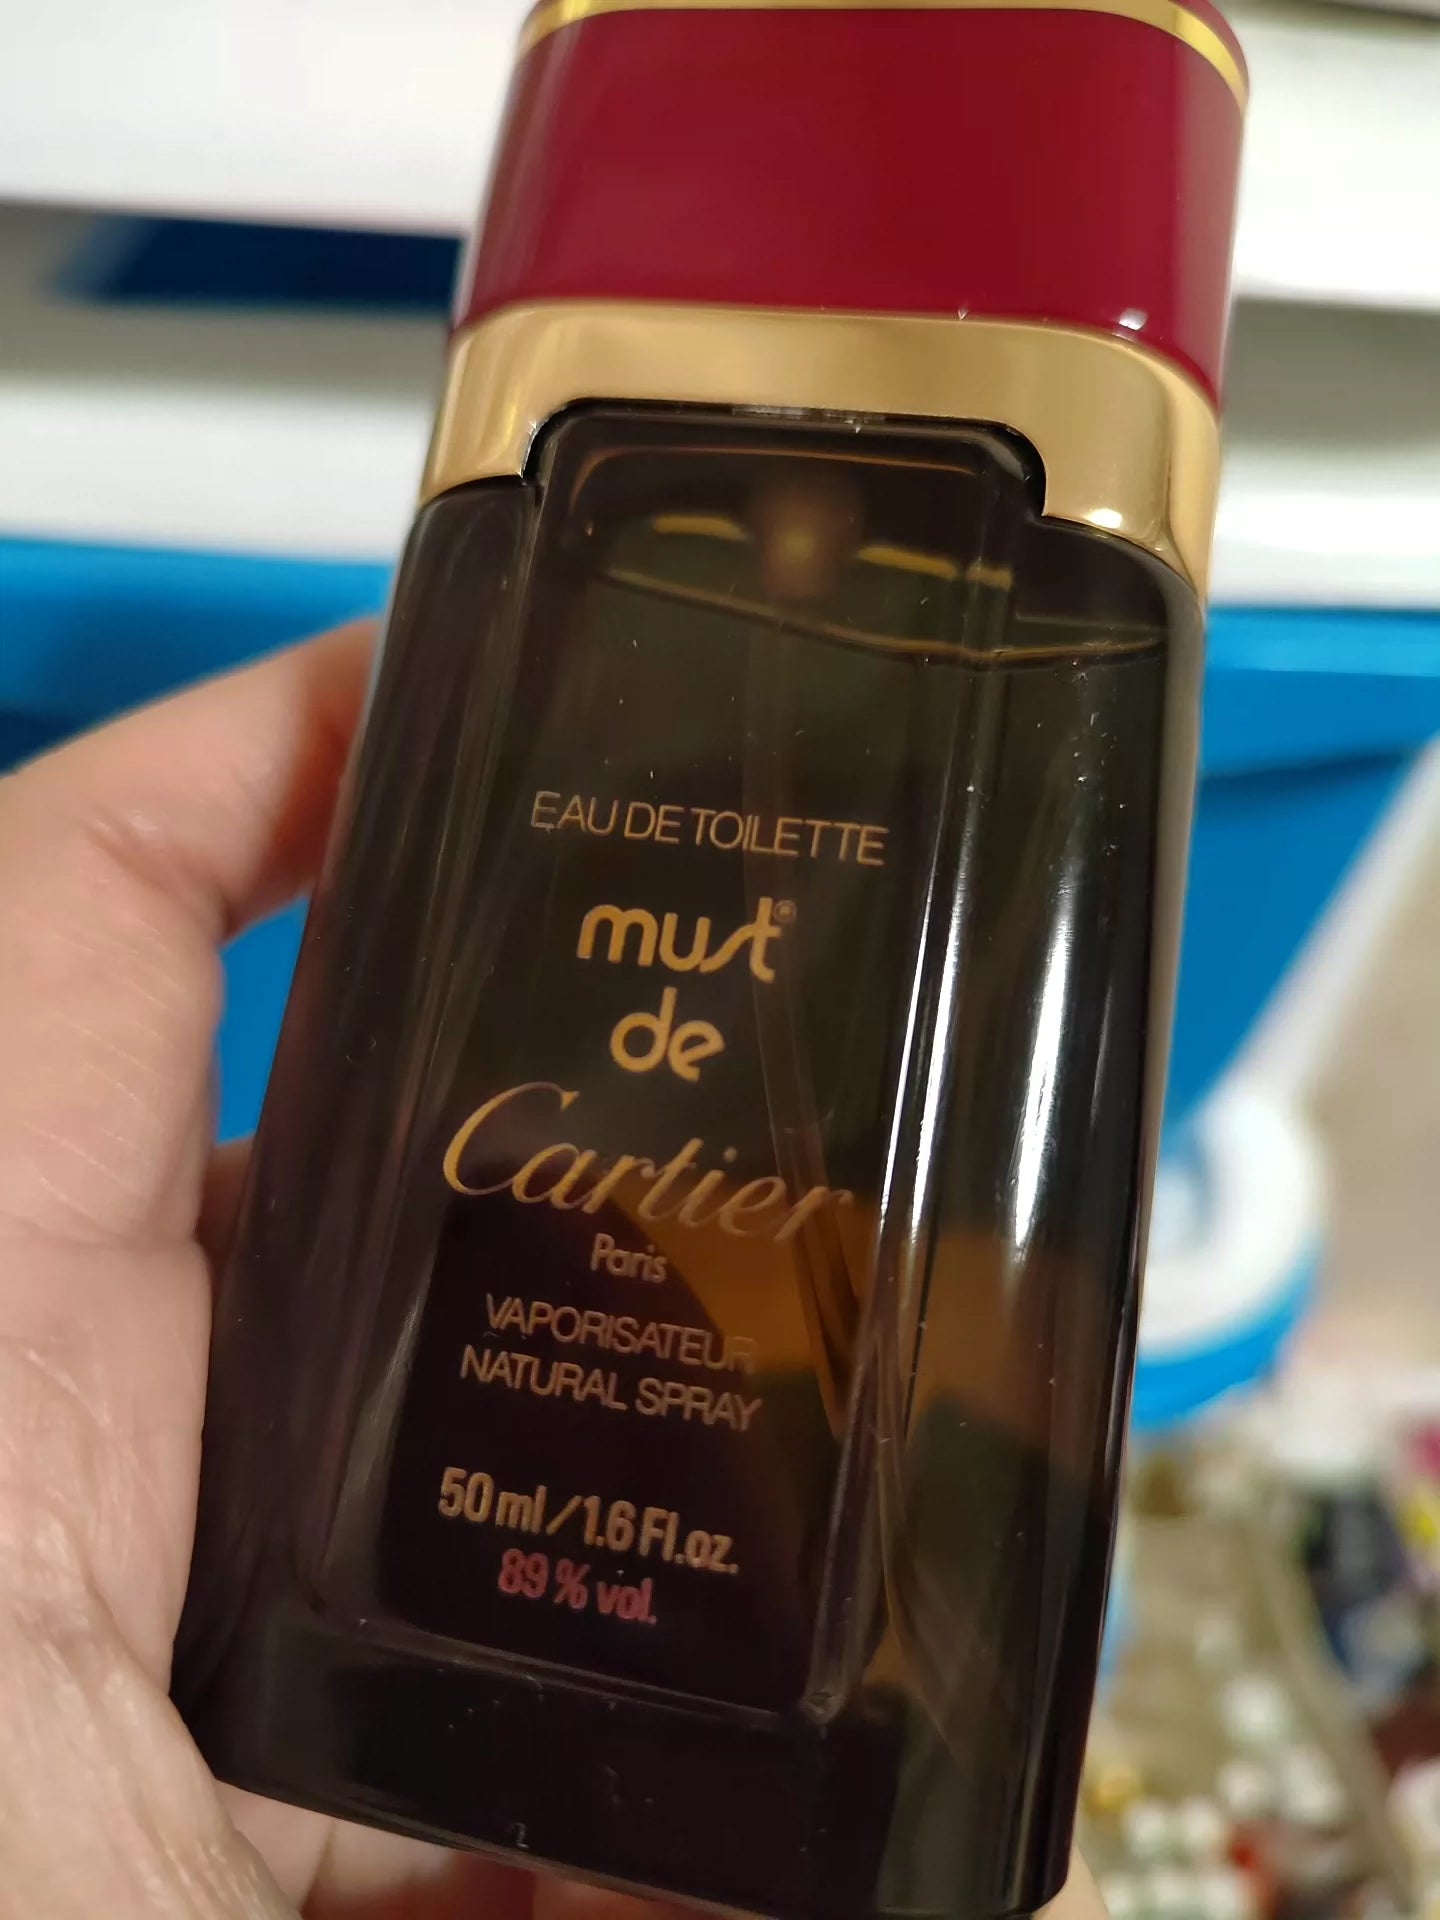 EAU DE TOILETTE
must®
de
Cartier
Paris
VAPORISATEUR
NATURAL SPRAY
50 ml / 1.6 Fl.oz.
89 % vol.